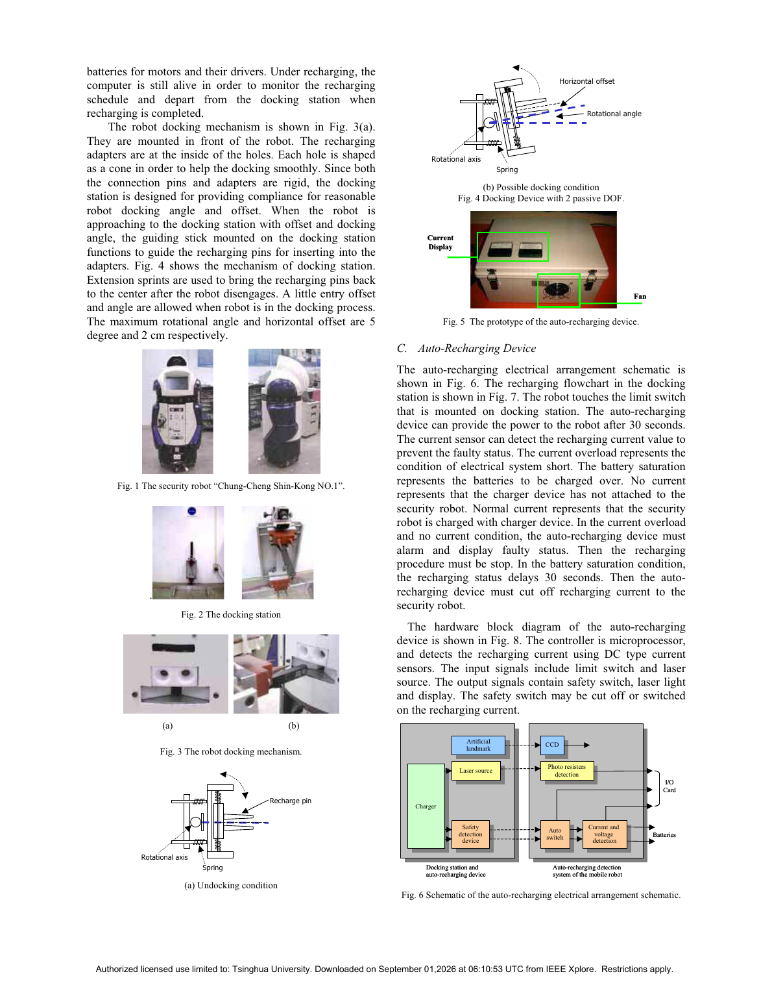 batteries for motors and their drivers. Under recharging, the
computer is still alive in order to monitor the recharging
schedule and depart from the docking station when
recharging is completed.
The robot docking mechanism is shown in Fig. 3(a).
They are mounted in front of the robot. The recharging
adapters are at the inside of the holes. Each hole is shaped
as a cone in order to help the docking smoothly. Since both
the connection pins and adapters are rigid, the docking
station is designed for providing compliance for reasonable
robot docking angle and offset. When the robot is
approaching to the docking station with offset and docking
angle, the guiding stick mounted on the docking station
functions to guide the recharging pins for inserting into the
adapters. Fig. 4 shows the mechanism of docking station.
Extension sprints are used to bring the recharging pins back
to the center after the robot disengages. A little entry offset
and angle are allowed when robot is in the docking process.
The maximum rotational angle and horizontal offset are 5
degree and 2 cm respectively.
Fig. 1 The security robot “Chung-Cheng Shin-Kong NO.1”.
.
Fig. 2 The docking station
(a) (b)
Fig. 3 The robot docking mechanism.
Recharge pin
Rotational axis
Spring
(a) Undocking condition
Horizontal offset
Rotational angle
Rotational axis
Spring
(b) Possible docking condition
Fig. 4 Docking Device with 2 passive DOF.
Current
Display
Fan
Fig. 5 The prototype of the auto-recharging device.
C. Auto-Recharging Device
The auto-recharging electrical arrangement schematic is
shown in Fig. 6. The recharging flowchart in the docking
station is shown in Fig. 7. The robot touches the limit switch
that is mounted on docking station. The auto-recharging
device can provide the power to the robot after 30 seconds.
The current sensor can detect the recharging current value to
prevent the faulty status. The current overload represents the
condition of electrical system short. The battery saturation
represents the batteries to be charged over. No current
represents that the charger device has not attached to the
security robot. Normal current represents that the security
robot is charged with charger device. In the current overload
and no current condition, the auto-recharging device must
alarm and display faulty status. Then the recharging
procedure must be stop. In the battery saturation condition,
the recharging status delays 30 seconds. Then the auto-
recharging device must cut off recharging current to the
security robot.
The hardware block diagram of the auto-recharging
device is shown in Fig. 8. The controller is microprocessor,
and detects the recharging current using DC type current
sensors. The input signals include limit switch and laser
source. The output signals contain safety switch, laser light
and display. The safety switch may be cut off or switched
on the recharging current.
Artificial
landmark
CCD
Laser source
Photo resisters
detection
I/O
Card
Charger
Safety
detection
device
Auto
switch
Current and
voltage
detection
Batteries
Docking station and
auto-recharging device
Auto-recharging detection
system of the mobile robot
Fig. 6 Schematic of the auto-recharging electrical arrangement schematic.
Authorized licensed use limited to: Tsinghua University. Downloaded on September 01,2026 at 06:10:53 UTC from IEEE Xplore. Restrictions apply.